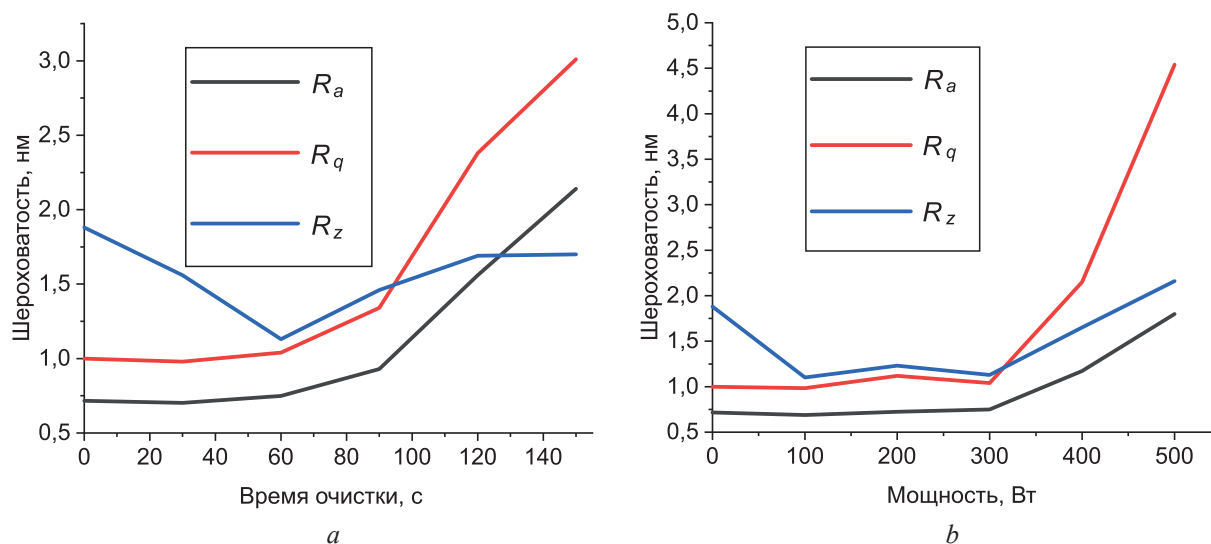 Шероховатость, нм
3,0
2,5
2,0
1,5
1,0
0,5
R a
R q
R z
0 20 40 60 80 100 120 140
Время очистки, с
a
Шероховатость, нм
5,0
4,5
4,0
3,5
3,0
2,5
2,0
1,5
1,0
0,5
R a
R q
R z
0 100 200 300 400 500
Мощность, Вт
b